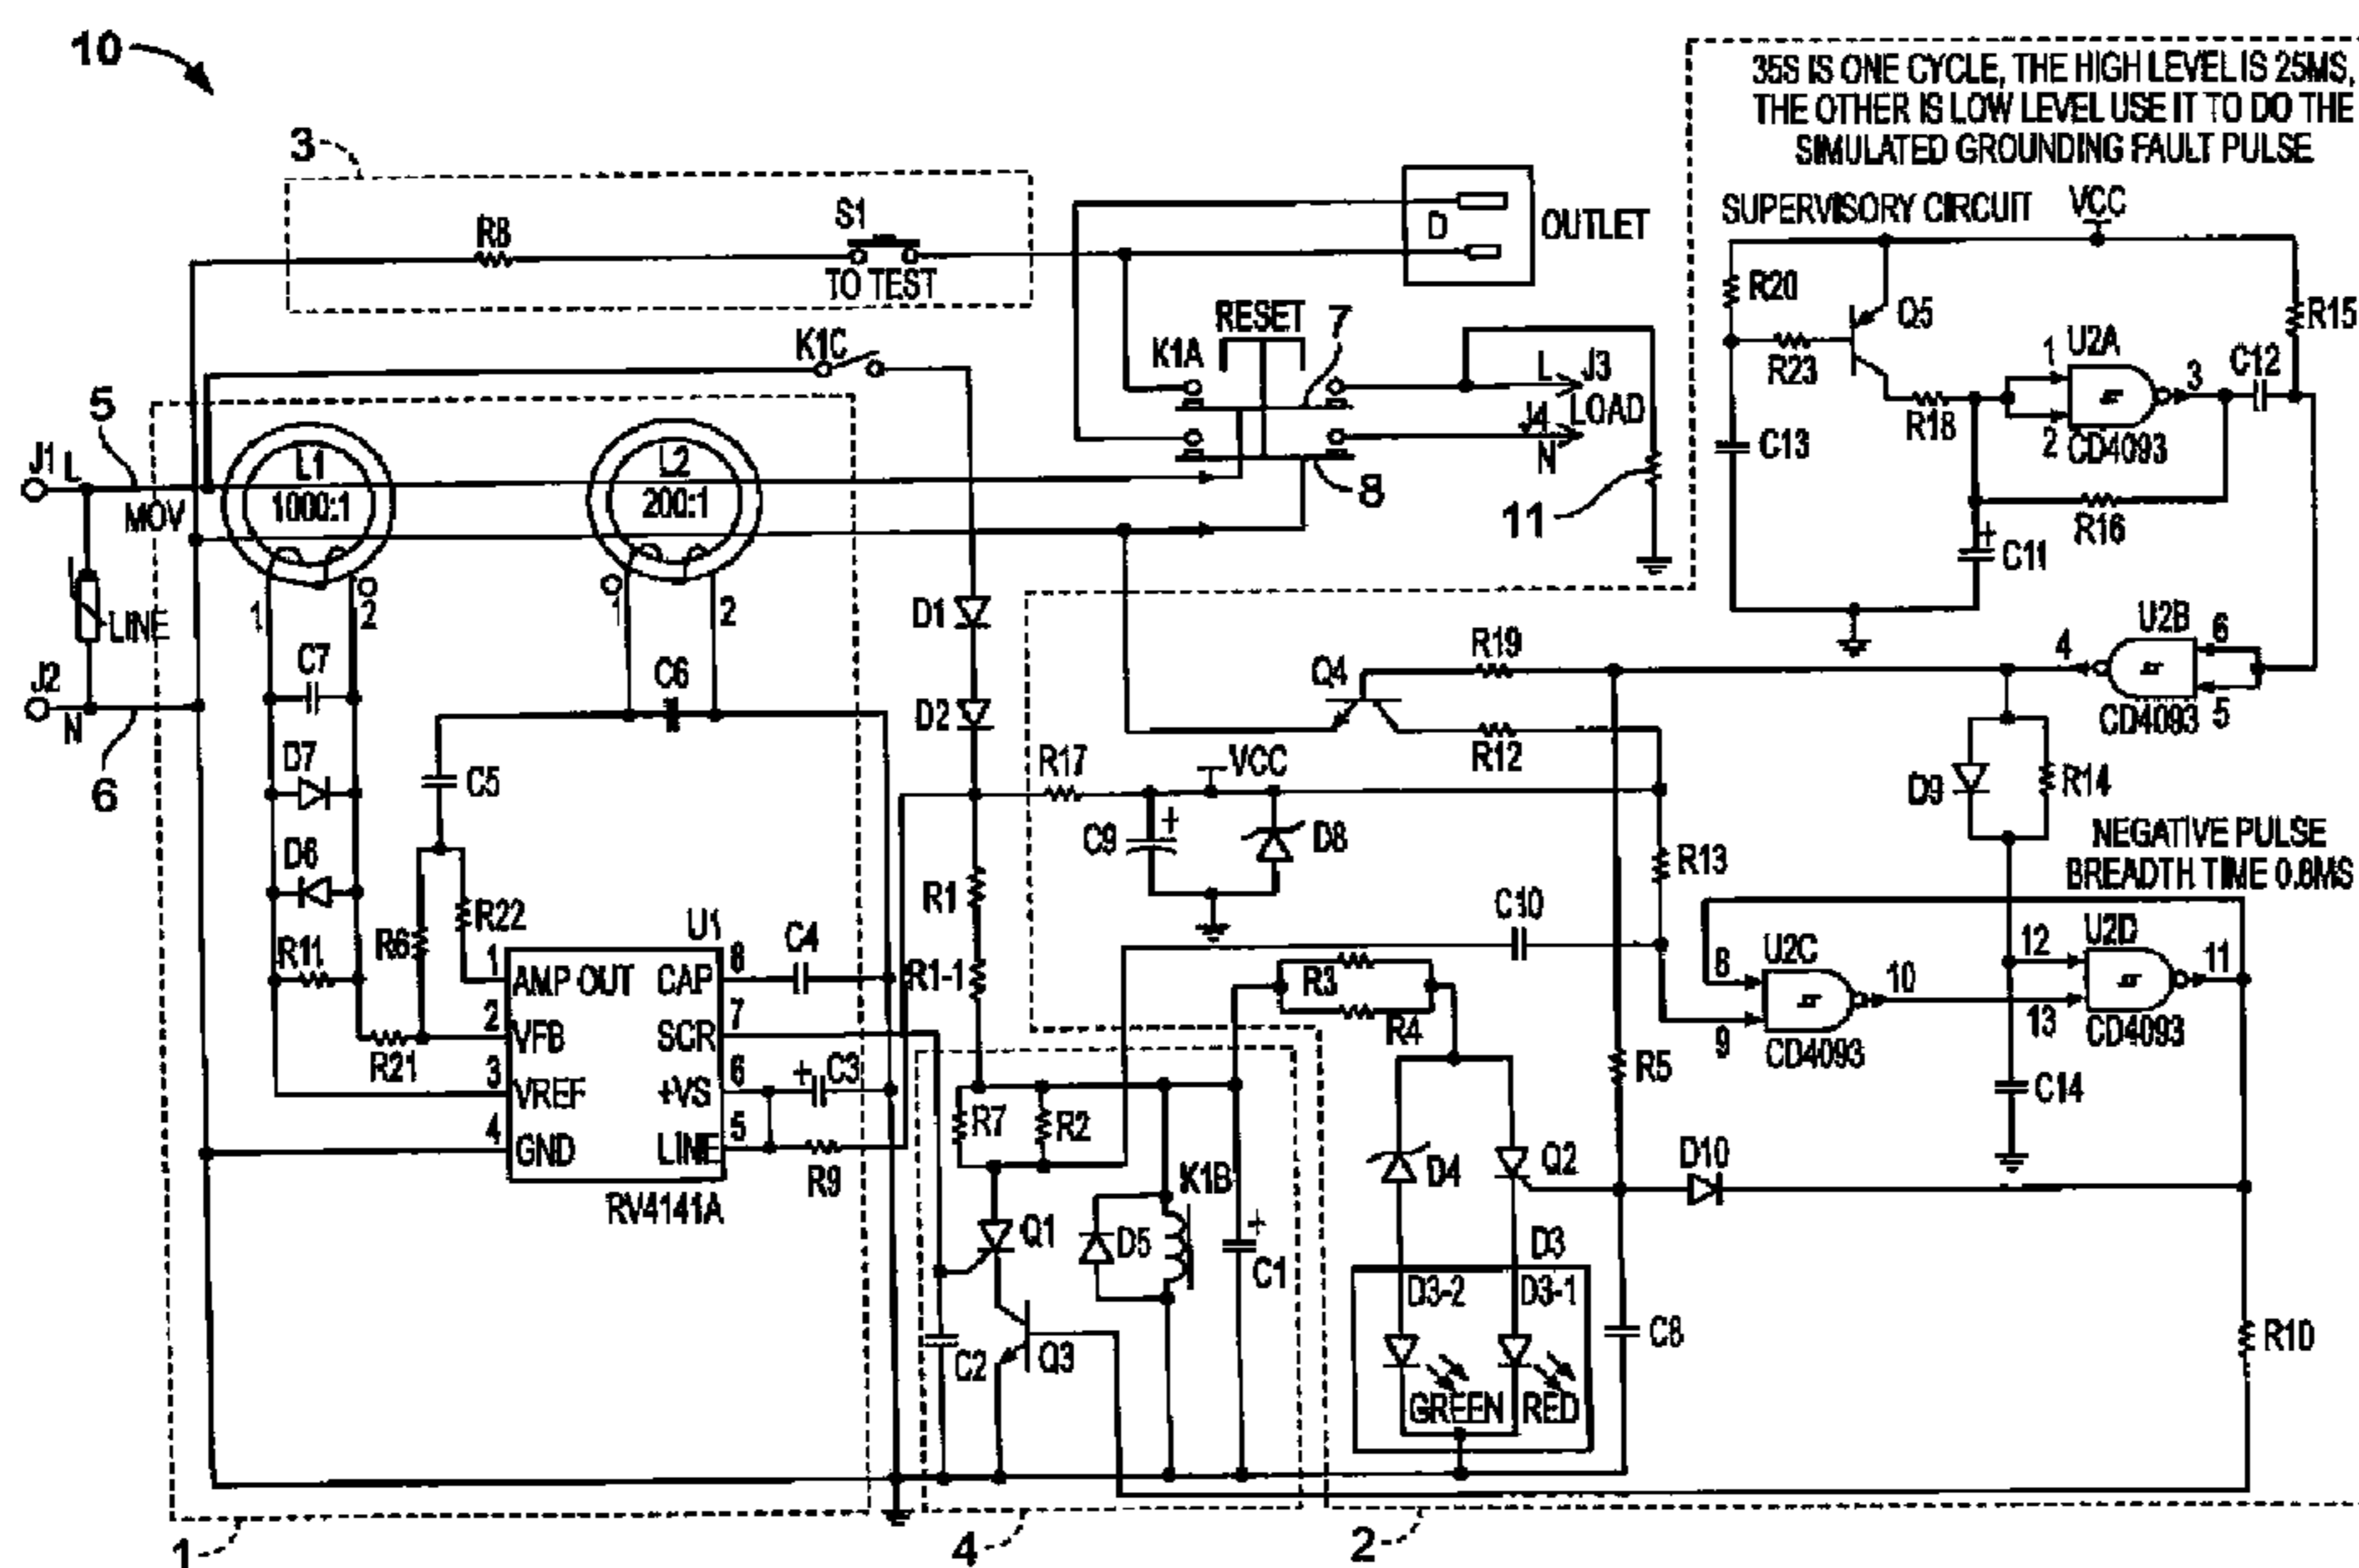 10
35S IS ONE CYCLE, THE HIGH LEVEL IS 25MS,
THE OTHER IS LOW LEVEL USE IT TO DO THE
SIMULATED GROUNDING FAULT PULSE
3
R8
S1
TO TEST
D
OUTLET
SUPERVISORY CIRCUIT
VCC
R20
Q5
R23
R18
1
2
U2A
3
CD4093
C12
R15
C13
R16
C11
K1C
K1A
RESET
7
L
J3
LOAD
J4
N
8
11
5
J1
L
MOV
L1
1000:1
L2
200:1
LINE
1
2
1
2
J2
N
6
C7
C6
D7
C5
D6
R11
R6
R22
R21
U1
1
AMP OUT
CAP
8
C4
2
VFB
SCR
7
3
VREF
+VS
6
+
C3
4
GND
LINE
5
R9
RV4141A
D1
D2
R17
VCC
C9
+
D8
R1
R1-1
Q4
R19
R12
4
U2B
6
5
CD4093
D9
R14
NEGATIVE PULSE
BREADTH TIME 0.8MS
R13
C10
8
9
U2C
10
CD4093
12
13
U2D
11
CD4093
R3
R4
R5
C14
R7
R2
K1B
Q1
D5
+
C1
D4
Q2
D10
D3
D3-2
D3-1
GREEN
RED
C8
R10
C2
Q3
1
4
2